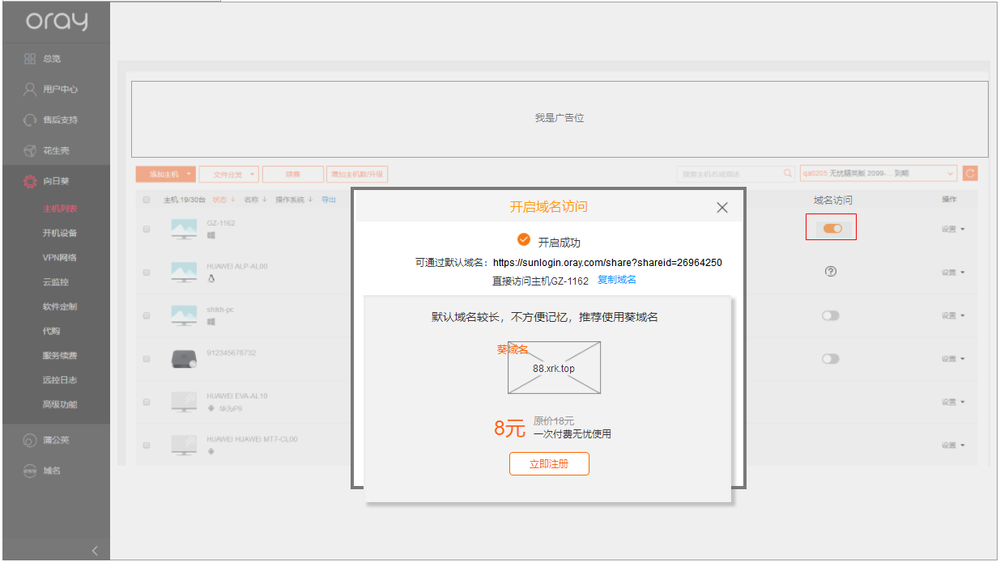 oray
总览
用户中心
售后支持
花生壳
向日葵
主机列表
开机设备
VPN网络
云监控
软件定制
代购
服务续费
远控日志
高级功能
蒲公英
域名
我是广告位
添加主机 文件分发 续费 增加主机数/升级 搜索主机名或描述 qa0205 无忧精英版 2099-... 到期
主机:19/30台 状态 名称 操作系统 导出 域名访问 操作
GZ-1162 设置
HUAWEI ALP-AL00 设置
shikh-pc 设置
912345678732 设置
HUAWEI EVA-AL10 设置
华为P9
HUAWEI HUAWEI MT7-CL00 设置
开启域名访问
开启成功
可通过默认域名：https://sunlogin.oray.com/share?shareid=26964250
直接访问主机GZ-1162 复制域名
默认域名较长，不方便记忆，推荐使用葵域名
葵域名
88.xrk.top
8元 原价18元
一次付费无忧使用
立即注册